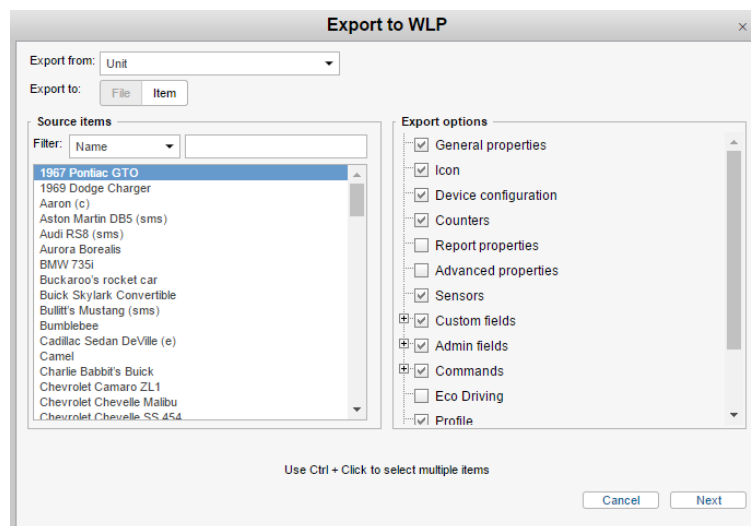 Export to WLP
×
Export from: Unit
Export to: File Item
Source items
Filter: Name
1967 Pontiac GTO
1969 Dodge Charger
Aaron (c)
Aston Martin DB5 (sms)
Audi RS8 (sms)
Aurora Borealis
BMW 735i
Buckaroo's rocket car
Buick Skylark Convertible
Bullitt's Mustang (sms)
Bumblebee
Cadillac Sedan DeVille (e)
Camel
Charlie Babbit's Buick
Chevrolet Camaro ZL1
Chevrolet Chevelle Malibu
Chevrolet Chevelle SS 454
Export options
General properties
Icon
Device configuration
Counters
Report properties
Advanced properties
Sensors
Custom fields
Admin fields
Commands
Eco Driving
Profile
Use Ctrl + Click to select multiple items
Cancel Next